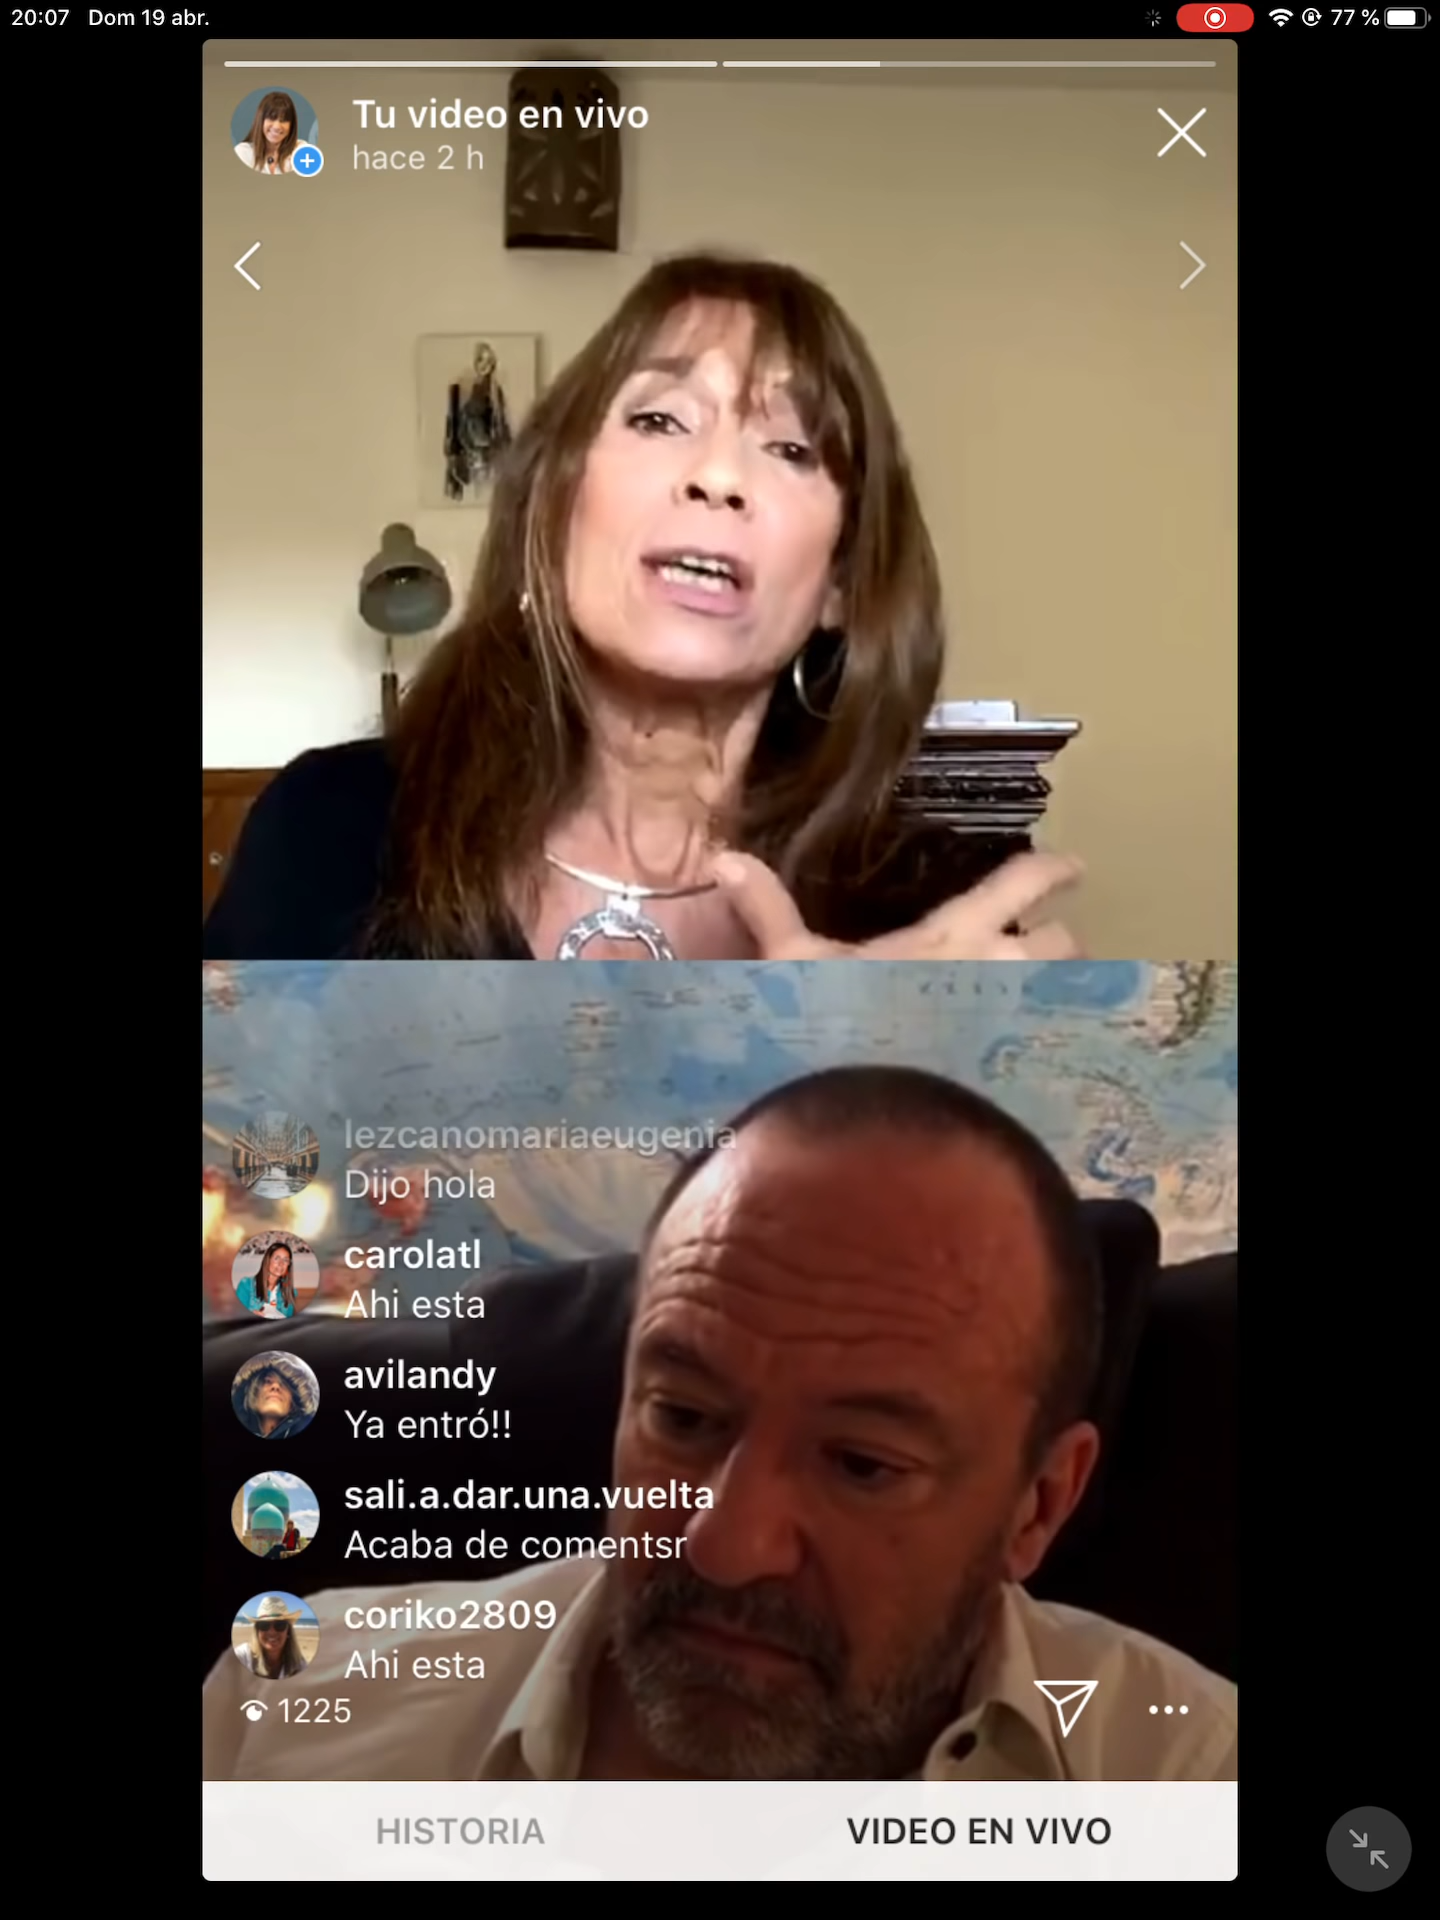 20:07 Dom 19 abr.
77 %
Tu video en vivo
hace 2 h
lezcanomariaeugenia
Dijo hola
carolatl
Ahi esta
avilandy
Ya entró!!
sali.a.dar.una.vuelta
Acaba de comentsr
coriko2809
Ahi esta
1225
HISTORIA
VIDEO EN VIVO